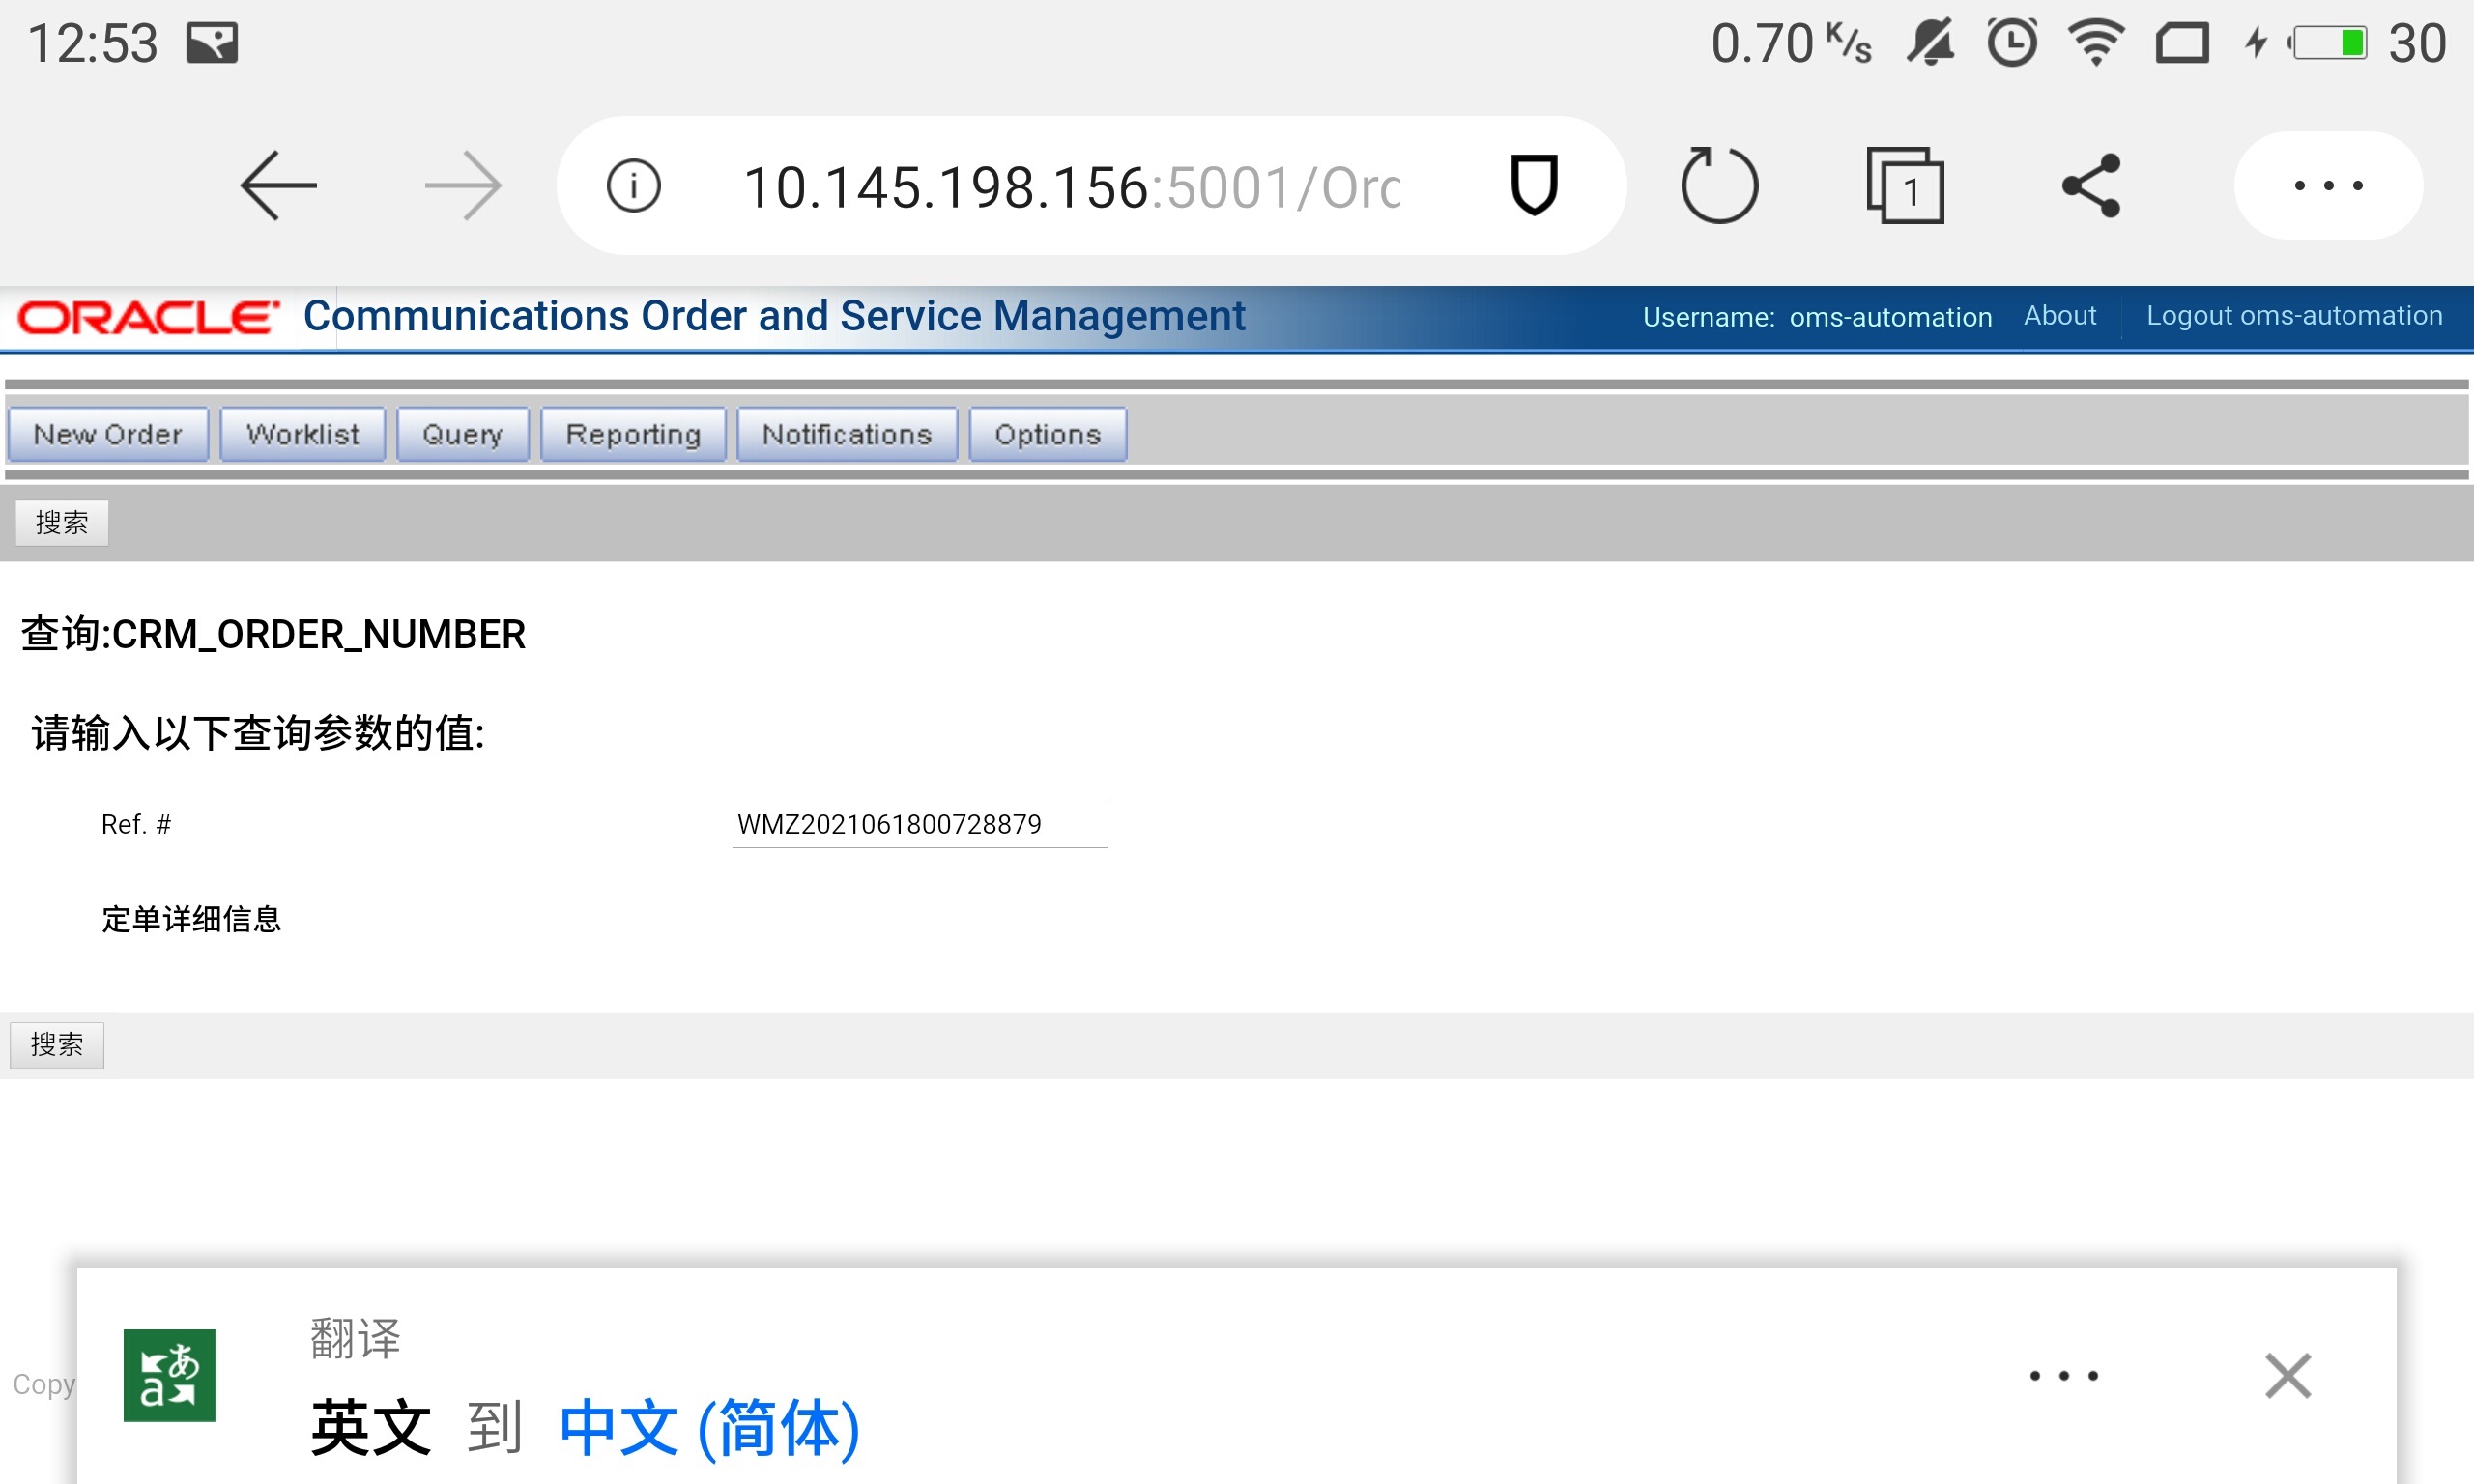 12:53 0.70 K/s 30
10.145.198.156:5001/Orc 1
ORACLE Communications Order and Service Management Username: oms-automation About Logout oms-automation
New Order Worklist Query Reporting Notifications Options
搜索
查询:CRM_ORDER_NUMBER
请输入以下查询参数的值:
Ref. # WMZ2021061800728879
定单详细信息
搜索
翻译
Copy
英文 到 中文 (简体)